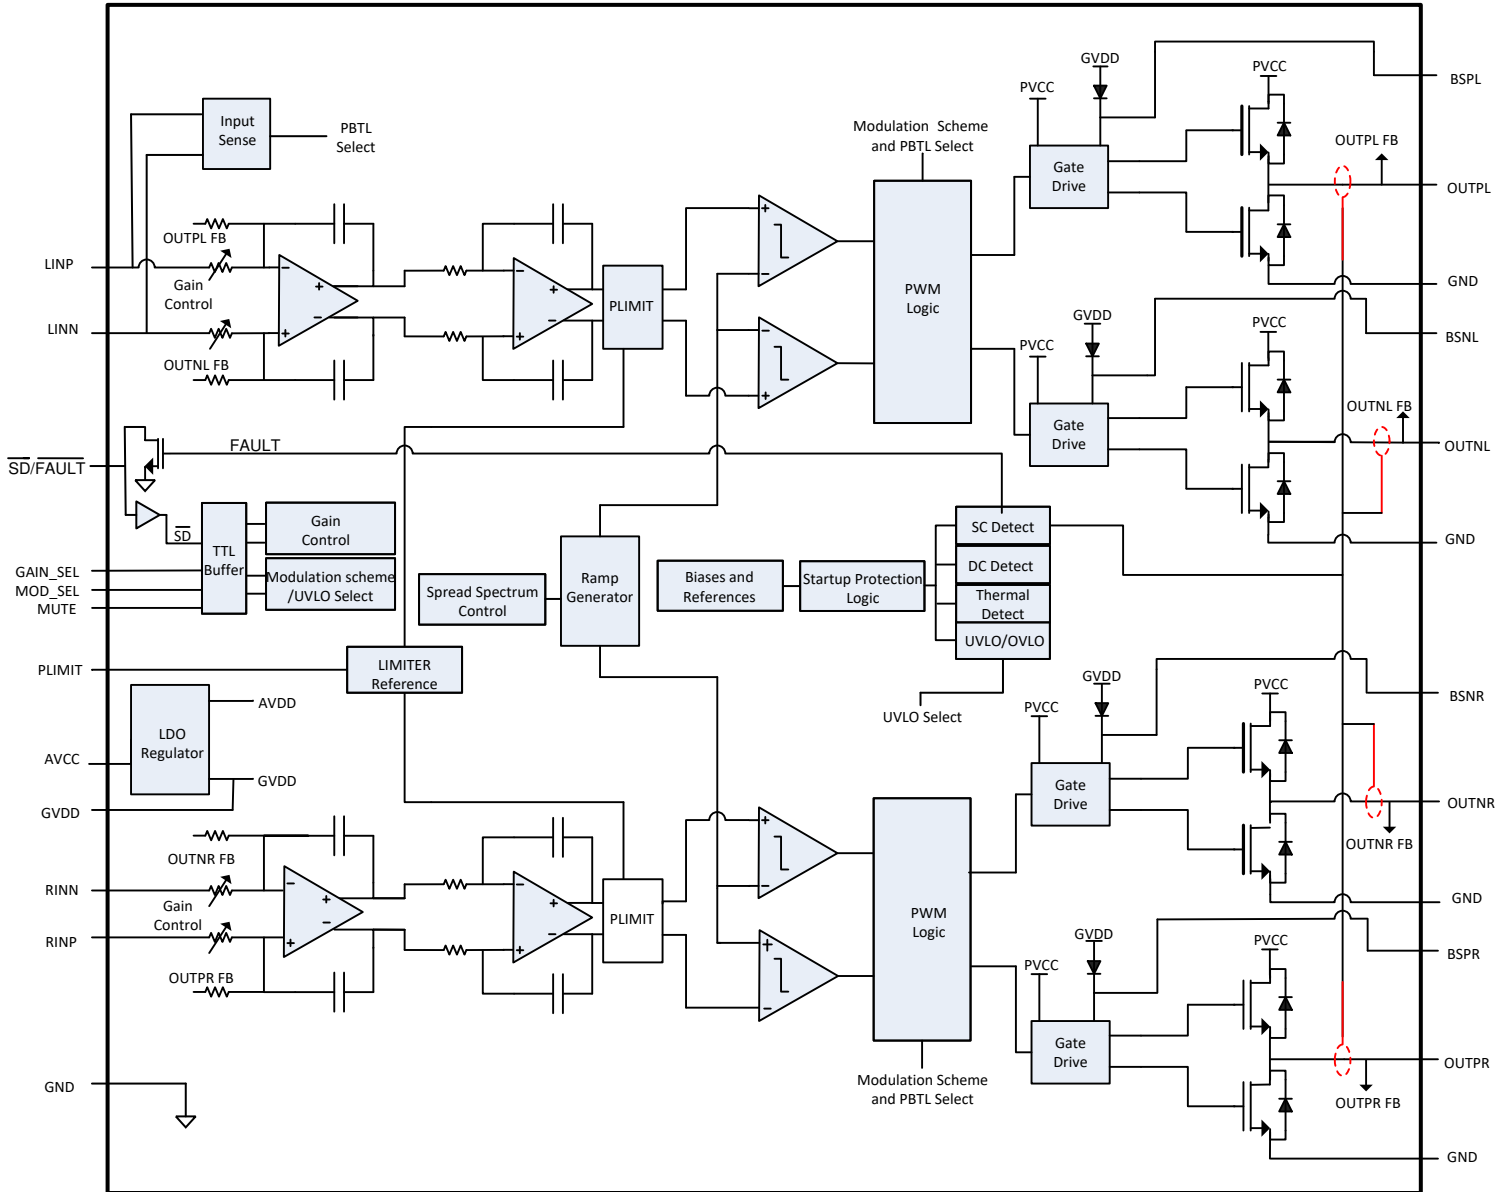 GVDD
PVCC
PVCC
BSPL
Input
Sense
PBTL
Select
Modulation Scheme
and PBTL Select
OUTPL FB
Gate
Drive
OUTPL
OUTPL FB
LINP
Gain
Control
GND
PLIMIT
PWM
Logic
LINN
GVDD
PVCC
PVCC
BSNL
OUTNL FB
OUTNL FB
Gate
Drive
OUTNL
FAULT
SD/FAULT
SD
TTL
Buffer
Gain
Control
SC Detect
GND
GAIN_SEL
MOD_SEL
MUTE
Modulation scheme
/UVLO Select
Spread Spectrum
Control
Ramp
Generator
Biases and
References
Startup Protection
Logic
DC Detect
Thermal
Detect
UVLO/OVLO
PLIMIT
LIMITER
Reference
GVDD
PVCC
PVCC
BSNR
UVLO Select
AVDD
LDO
Regulator
AVCC
GVDD
GVDD
Gate
Drive
OUTNR
OUTNR FB
OUTNR FB
RINN
Gain
Control
RINP
PLIMIT
PWM
Logic
GND
GVDD
PVCC
PVCC
BSPR
OUTPR FB
Gate
Drive
OUTPR
GND
Modulation Scheme
and PBTL Select
OUTPR FB
GND